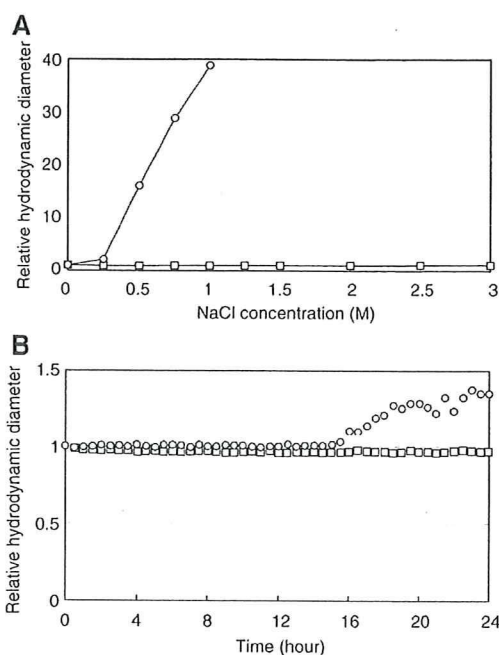 A
Relative hydrodynamic diameter
40
30
20
10
0
0 0.5 1 1.5 2 2.5 3
NaCl concentration (M)
B
Relative hydrodynamic diameter
1.5
1
0.5
0
0 4 8 12 16 20 24
Time (hour)